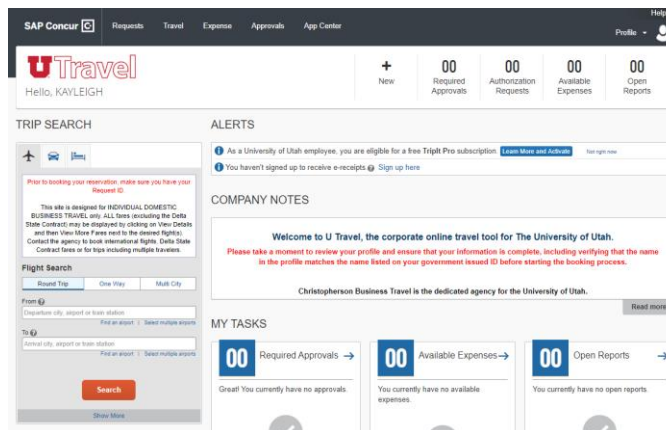 Help
SAP Concur C
Requests
Travel
Expense
Approvals
App Center
Profile
U Travel
Hello, KAYLEIGH
+
New
00
Required
Approvals
00
Authorization
Requests
00
Available
Expenses
00
Open
Reports
TRIP SEARCH
Prior to booking your reservation, make sure you have your
Request ID.
This site is designed for INDIVIDUAL DOMESTIC
BUSINESS TRAVEL only. ALL fares (excluding the Delta
State Contract) may be displayed by clicking on View Details
and then View More Fares next to the desired flight(s).
Contact the agency to book international flights, Delta State
Contract fares or for trips including multiple travelers.
Flight Search
Round Trip
One Way
Multi City
From
Departure city, airport or train station
Find an airport | Select multiple airports
To
Arrival city, airport or train station
Find an airport | Select multiple airports
Search
Show More
ALERTS
As a University of Utah employee, you are eligible for a free TripIt Pro subscription. Learn More and Activate Not right now
You haven't signed up to receive e-receipts Sign up here
COMPANY NOTES
Welcome to U Travel, the corporate online travel tool for The University of Utah.
Please take a moment to review your profile and ensure that your information is complete, including verifying that the name
in the profile matches the name listed on your government issued ID before starting the booking process.
Christopherson Business Travel is the dedicated agency for the University of Utah.
Read more
MY TASKS
00 Required Approvals →
Great! You currently have no approvals.
00 Available Expenses →
You currently have no available
expenses.
00 Open Reports →
You currently have no open reports.